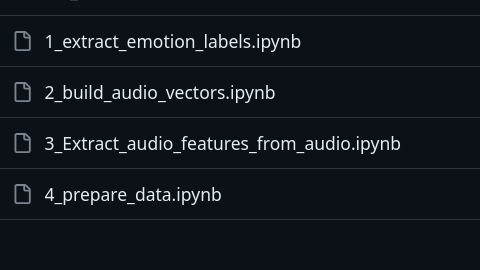 1_extract_emotion_labels.ipynb
2_build_audio_vectors.ipynb
3_Extract_audio_features_from_audio.ipynb
4_prepare_data.ipynb